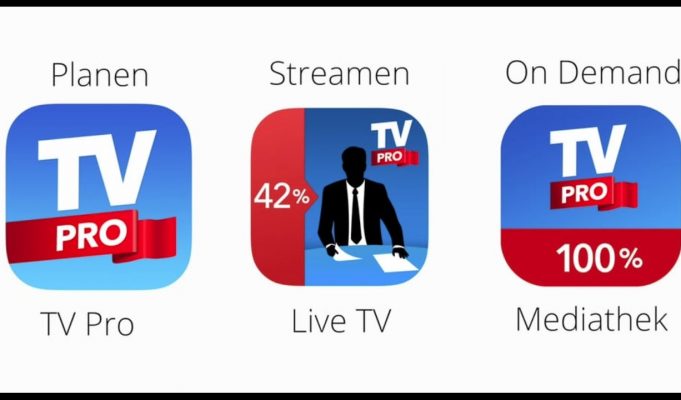 Planen
Streamen
On Demand
TV
PRO
42%
TV
PRO
TV
PRO
100%
TV Pro
Live TV
Mediathek